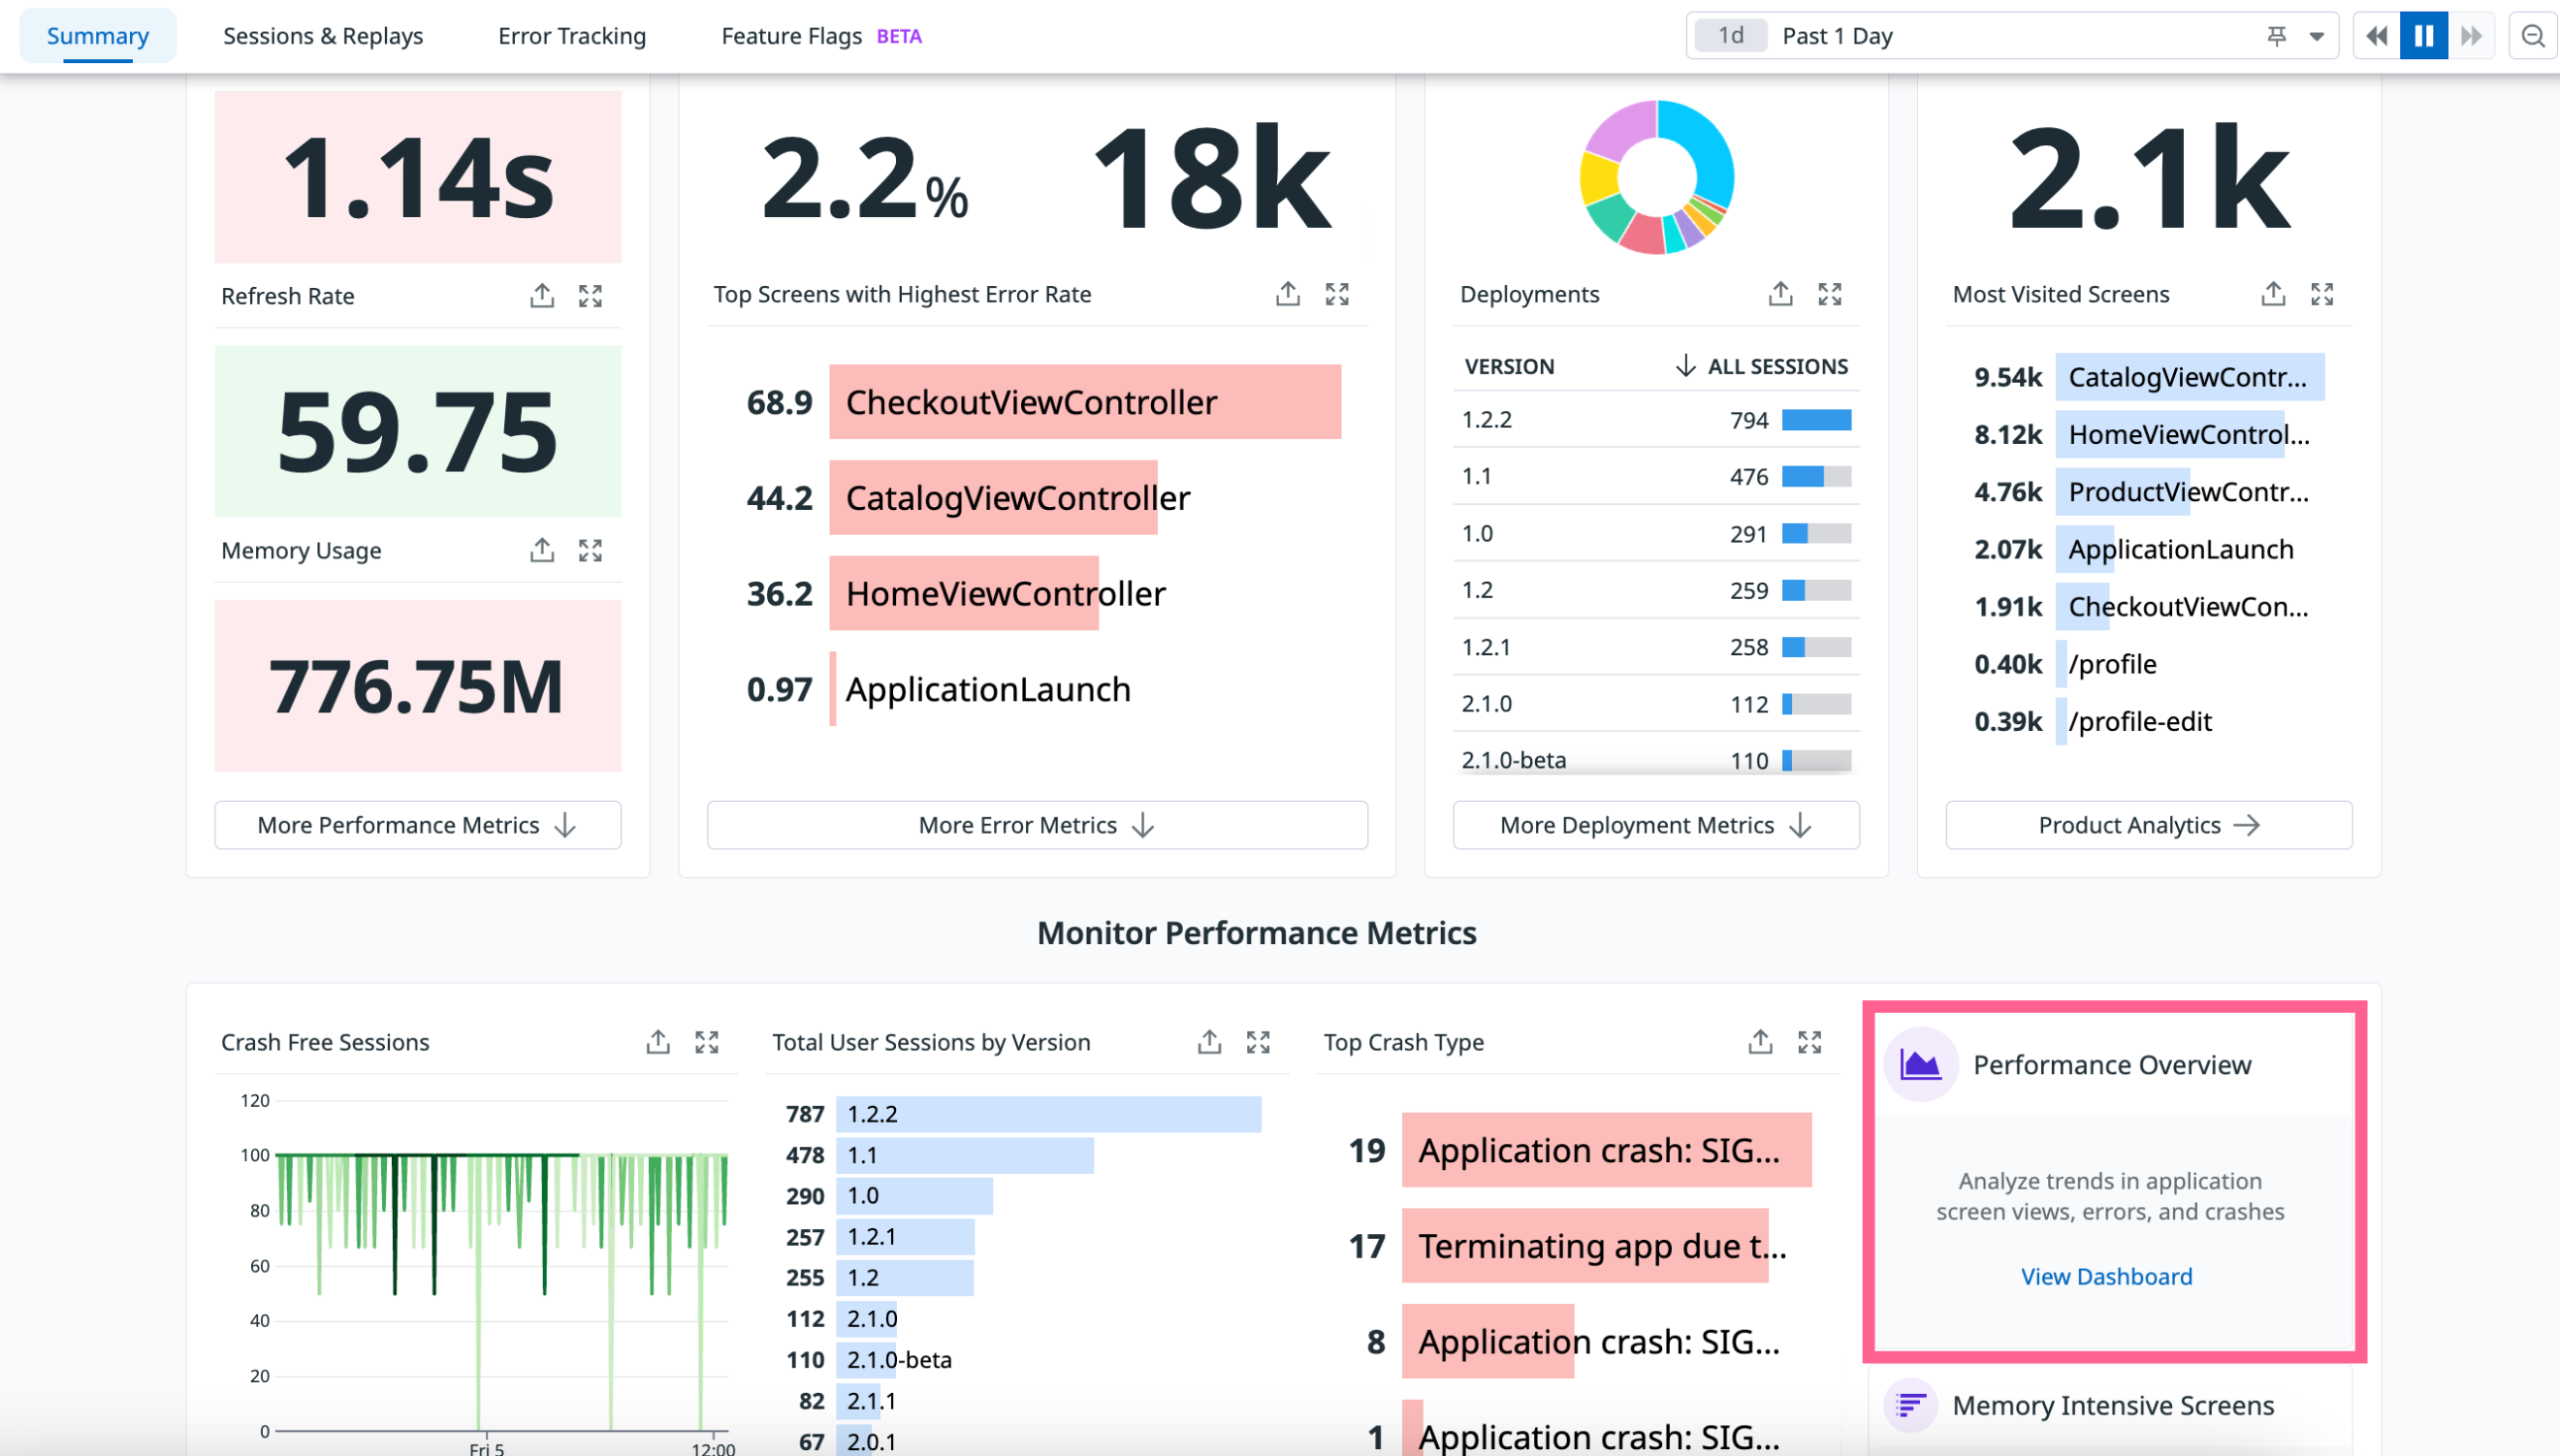 Summary
Sessions & Replays
Error Tracking
Feature Flags BETA
1d Past 1 Day
1.14s
Refresh Rate
59.75
Memory Usage
776.75M
More Performance Metrics
2.2% 18k
Top Screens with Highest Error Rate
68.9 CheckoutViewController
44.2 CatalogViewController
36.2 HomeViewController
0.97 ApplicationLaunch
More Error Metrics
Deployments
VERSION ALL SESSIONS
1.2.2 794
1.1 476
1.0 291
1.2 259
1.2.1 258
2.1.0 112
2.1.0-beta 110
More Deployment Metrics
2.1k
Most Visited Screens
9.54k CatalogViewContr...
8.12k HomeViewControl...
4.76k ProductViewContr...
2.07k ApplicationLaunch
1.91k CheckoutViewCon...
0.40k /profile
0.39k /profile-edit
Product Analytics
Monitor Performance Metrics
Crash Free Sessions
120
100
80
60
40
20
0
Fri 5 12:00
Total User Sessions by Version
787 1.2.2
478 1.1
290 1.0
257 1.2.1
255 1.2
112 2.1.0
110 2.1.0-beta
82 2.1.1
67 2.0.1
Top Crash Type
19 Application crash: SIG...
17 Terminating app due t...
8 Application crash: SIG...
1 Application crash: SIG...
Performance Overview
Analyze trends in application
screen views, errors, and crashes
View Dashboard
Memory Intensive Screens